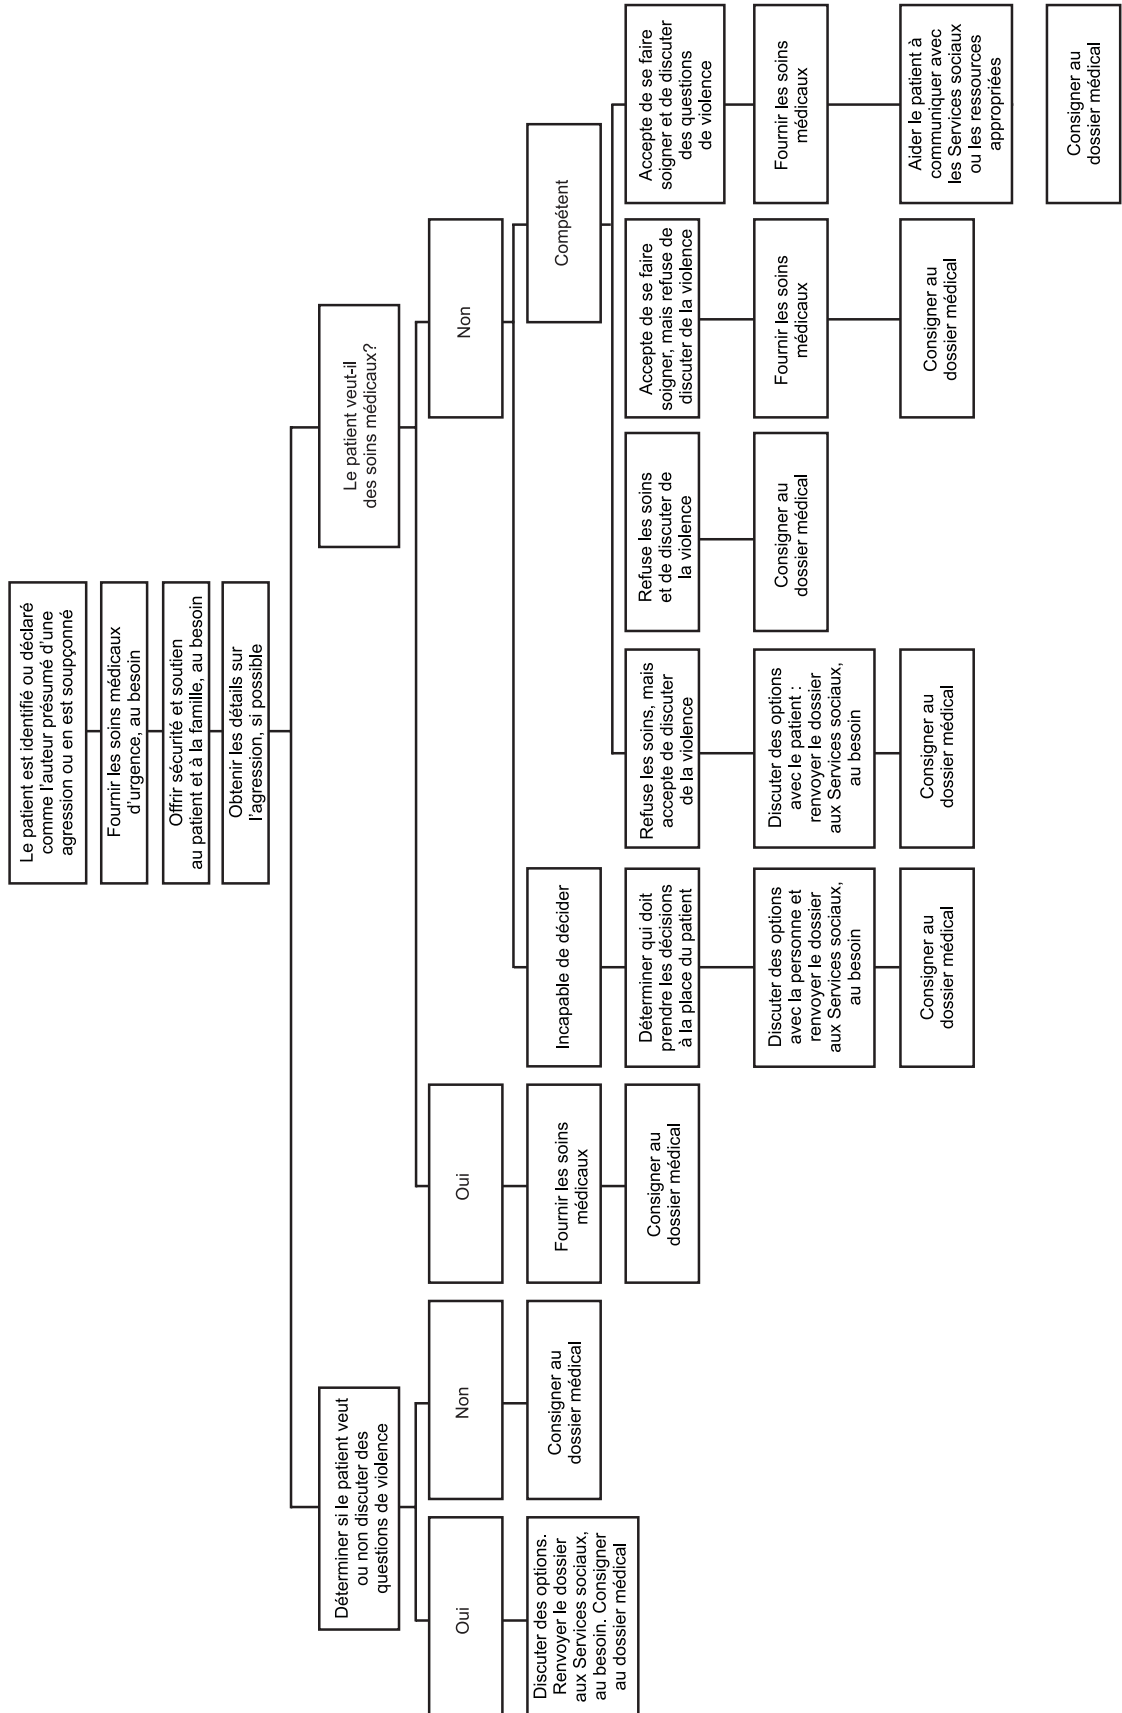 Le patient est identifié ou déclaré
comme l'auteur présumé d'une
agression ou en est soupçonné
Fournir les soins médicaux
d'urgence, au besoin
Offrir sécurité et soutien
au patient et à la famille, au besoin
Obtenir les détails sur
l'agression, si possible
Déterminer si le patient veut
ou non discuter des
questions de violence
Le patient veut-il
des soins médicaux?
Oui
Non
Oui
Non
Discuter des options.
Renvoyer le dossier
aux Services sociaux,
au besoin. Consigner
au dossier médical
Consigner au
dossier médical
Fournir les soins
médicaux
Incapable de décider
Compétent
Consigner au
dossier médical
Déterminer qui doit
prendre les décisions
à la place du patient
Refuse les soins, mais
accepte de discuter
de la violence
Refuse les soins
et de discuter de
la violence
Accepte de se faire
soigner, mais refuse de
discuter de la violence
Accepte de se faire
soigner et de discuter
des questions
de violence
Discuter des options
avec la personne et
renvoyer le dossier
aux Services sociaux,
au besoin
Discuter des options
avec le patient :
renvoyer le dossier
aux Services sociaux,
au besoin
Consigner au
dossier médical
Fournir les soins
médicaux
Fournir les soins
médicaux
Consigner au
dossier médical
Consigner au
dossier médical
Consigner au
dossier médical
Aider le patient à
communiquer avec
les Services sociaux
ou les ressources
appropriées
Consigner au
dossier médical